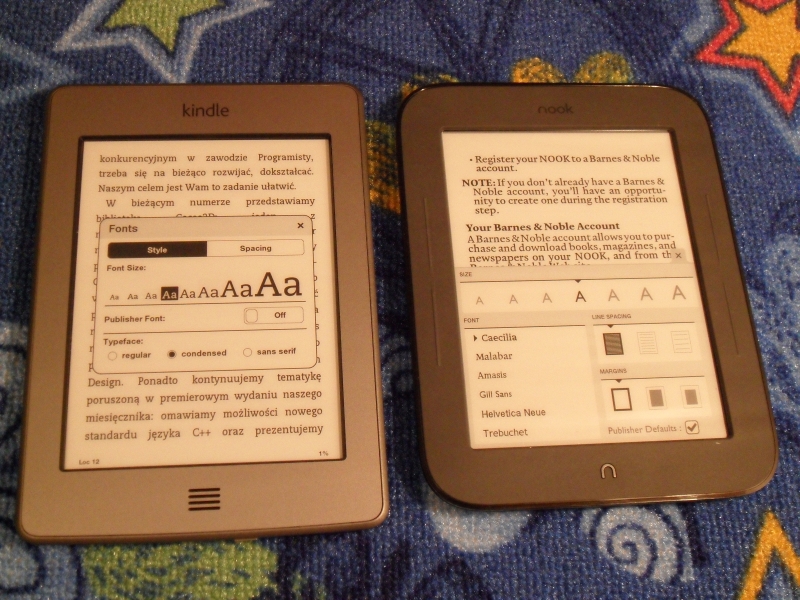 kindle
konkurencyjnym w zawodzie Programisty,
trzeba się na bieżąco rozwijać, dokształcać.
Naszym celem jest Wam to zadanie ułatwić.
W bieżącym numerze przedstawiamy
Fonts ×
Style Spacing
Font Size:
Aa Aa Aa Aa Aa Aa Aa Aa
Publisher Font: Off
Typeface:
regular condensed sans serif
Design. Ponadto kontynuujemy tematykę
poruszoną w premierowym wydaniu naszego
miesięcznika: omawiamy możliwości nowego
standardu języka C++ oraz prezentujemy
Loc 12 1%
nook
• Register your NOOK to a Barnes & Noble
account.
NOTE: If you don't already have a Barnes &
Noble account, you'll have an opportu-
nity to create one during the registration
step.
Your Barnes & Noble Account
A Barnes & Noble account allows you to pur-
chase and download books, magazines, and
newspapers on your NOOK, and from the
×
SIZE
A A A A A A A
FONT LINE SPACING
Caecilia
Malabar
Amasis
Gill Sans
Helvetica Neue
Trebuchet
MARGINS
Publisher Defaults :